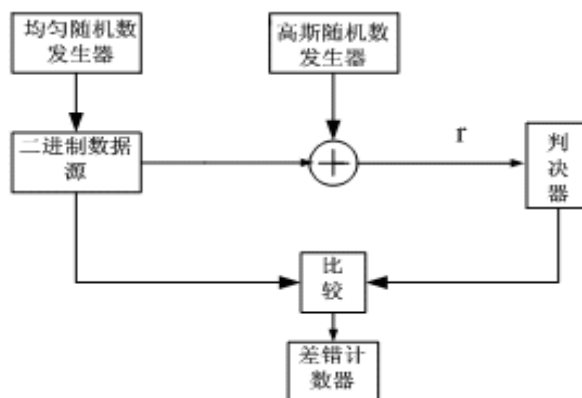 均匀随机数
发生器
高斯随机数
发生器
二进制数据
源
r
判
决
器
比
较
差错计
数器